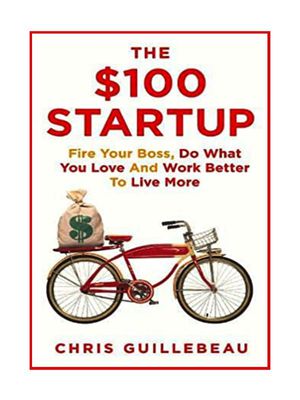 THE
$100
STARTUP
Fire Your Boss, Do What
You Love And Work Better
To Live More
$
CHRIS GUILLEBEAU